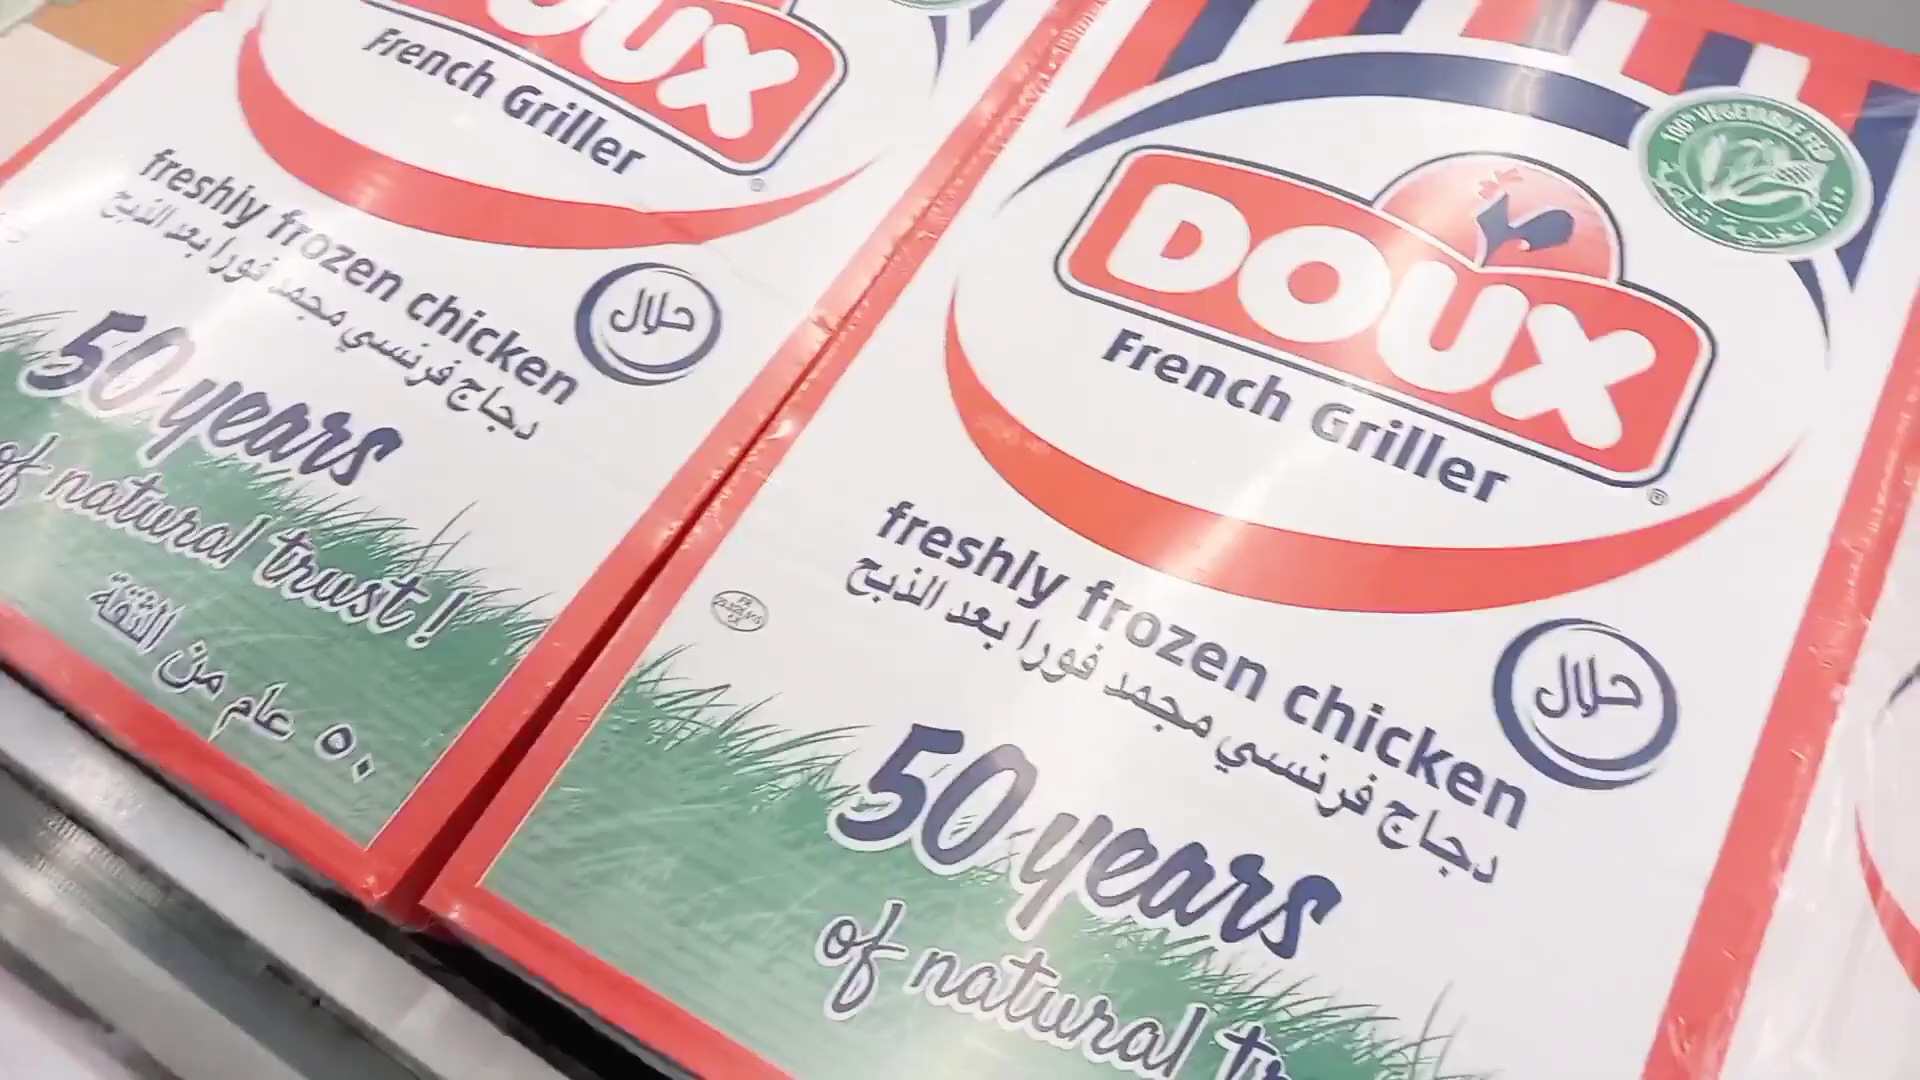 DOUX
French Griller
freshly frozen chicken
دجاج فرنسي مجمد فورا بعد الذبح
حلال
50 years
of natural trust !
٥٠ عام من الثقة
100% VEGETABLE FED
DOUX
French Griller
freshly frozen chicken
دجاج فرنسي مجمد فورا بعد الذبح
حلال
50 years
of natural